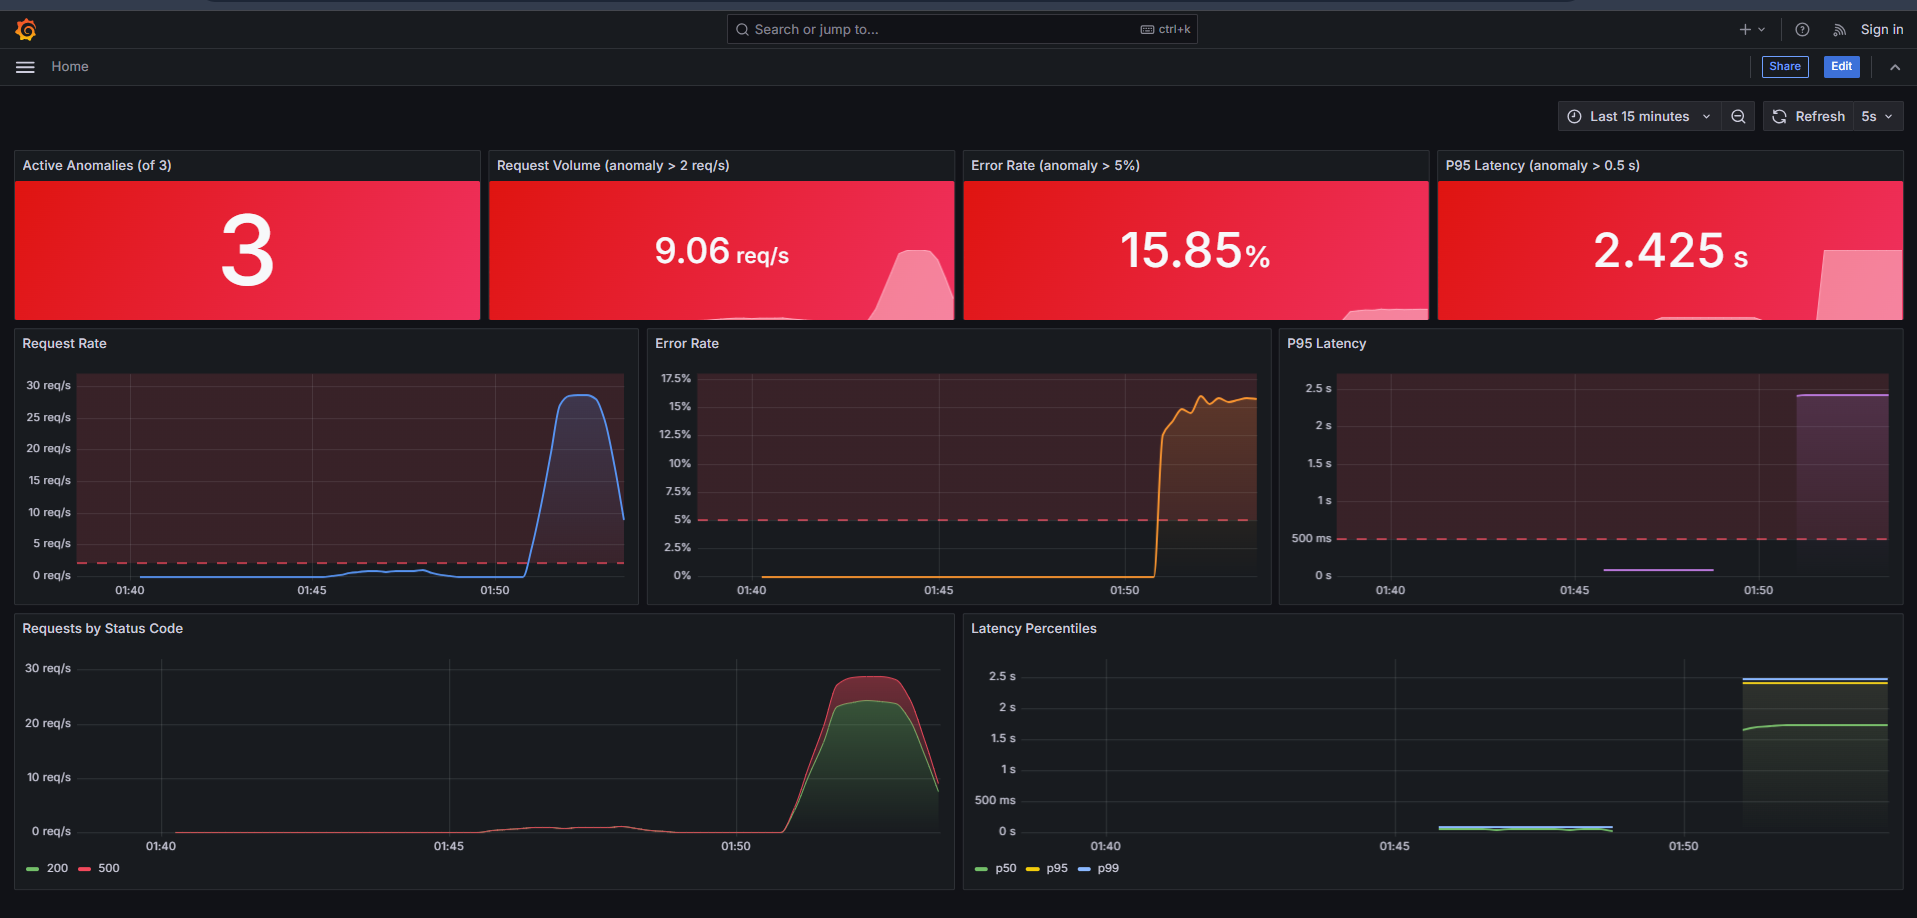 Search or jump to...
ctrl+k
Sign in
Home
Share
Edit
Last 15 minutes
Refresh
5s
Active Anomalies (of 3)
3
Request Volume (anomaly > 2 req/s)
9.06 req/s
Error Rate (anomaly > 5%)
15.85%
P95 Latency (anomaly > 0.5 s)
2.425 s
Request Rate
30 req/s
25 req/s
20 req/s
15 req/s
10 req/s
5 req/s
0 req/s
01:40
01:45
01:50
Error Rate
17.5%
15%
12.5%
10%
7.5%
5%
2.5%
0%
01:40
01:45
01:50
P95 Latency
2.5 s
2 s
1.5 s
1 s
500 ms
0 s
01:40
01:45
01:50
Requests by Status Code
30 req/s
20 req/s
10 req/s
0 req/s
01:40
01:45
01:50
200
500
Latency Percentiles
2.5 s
2 s
1.5 s
1 s
500 ms
0 s
01:40
01:45
01:50
p50
p95
p99